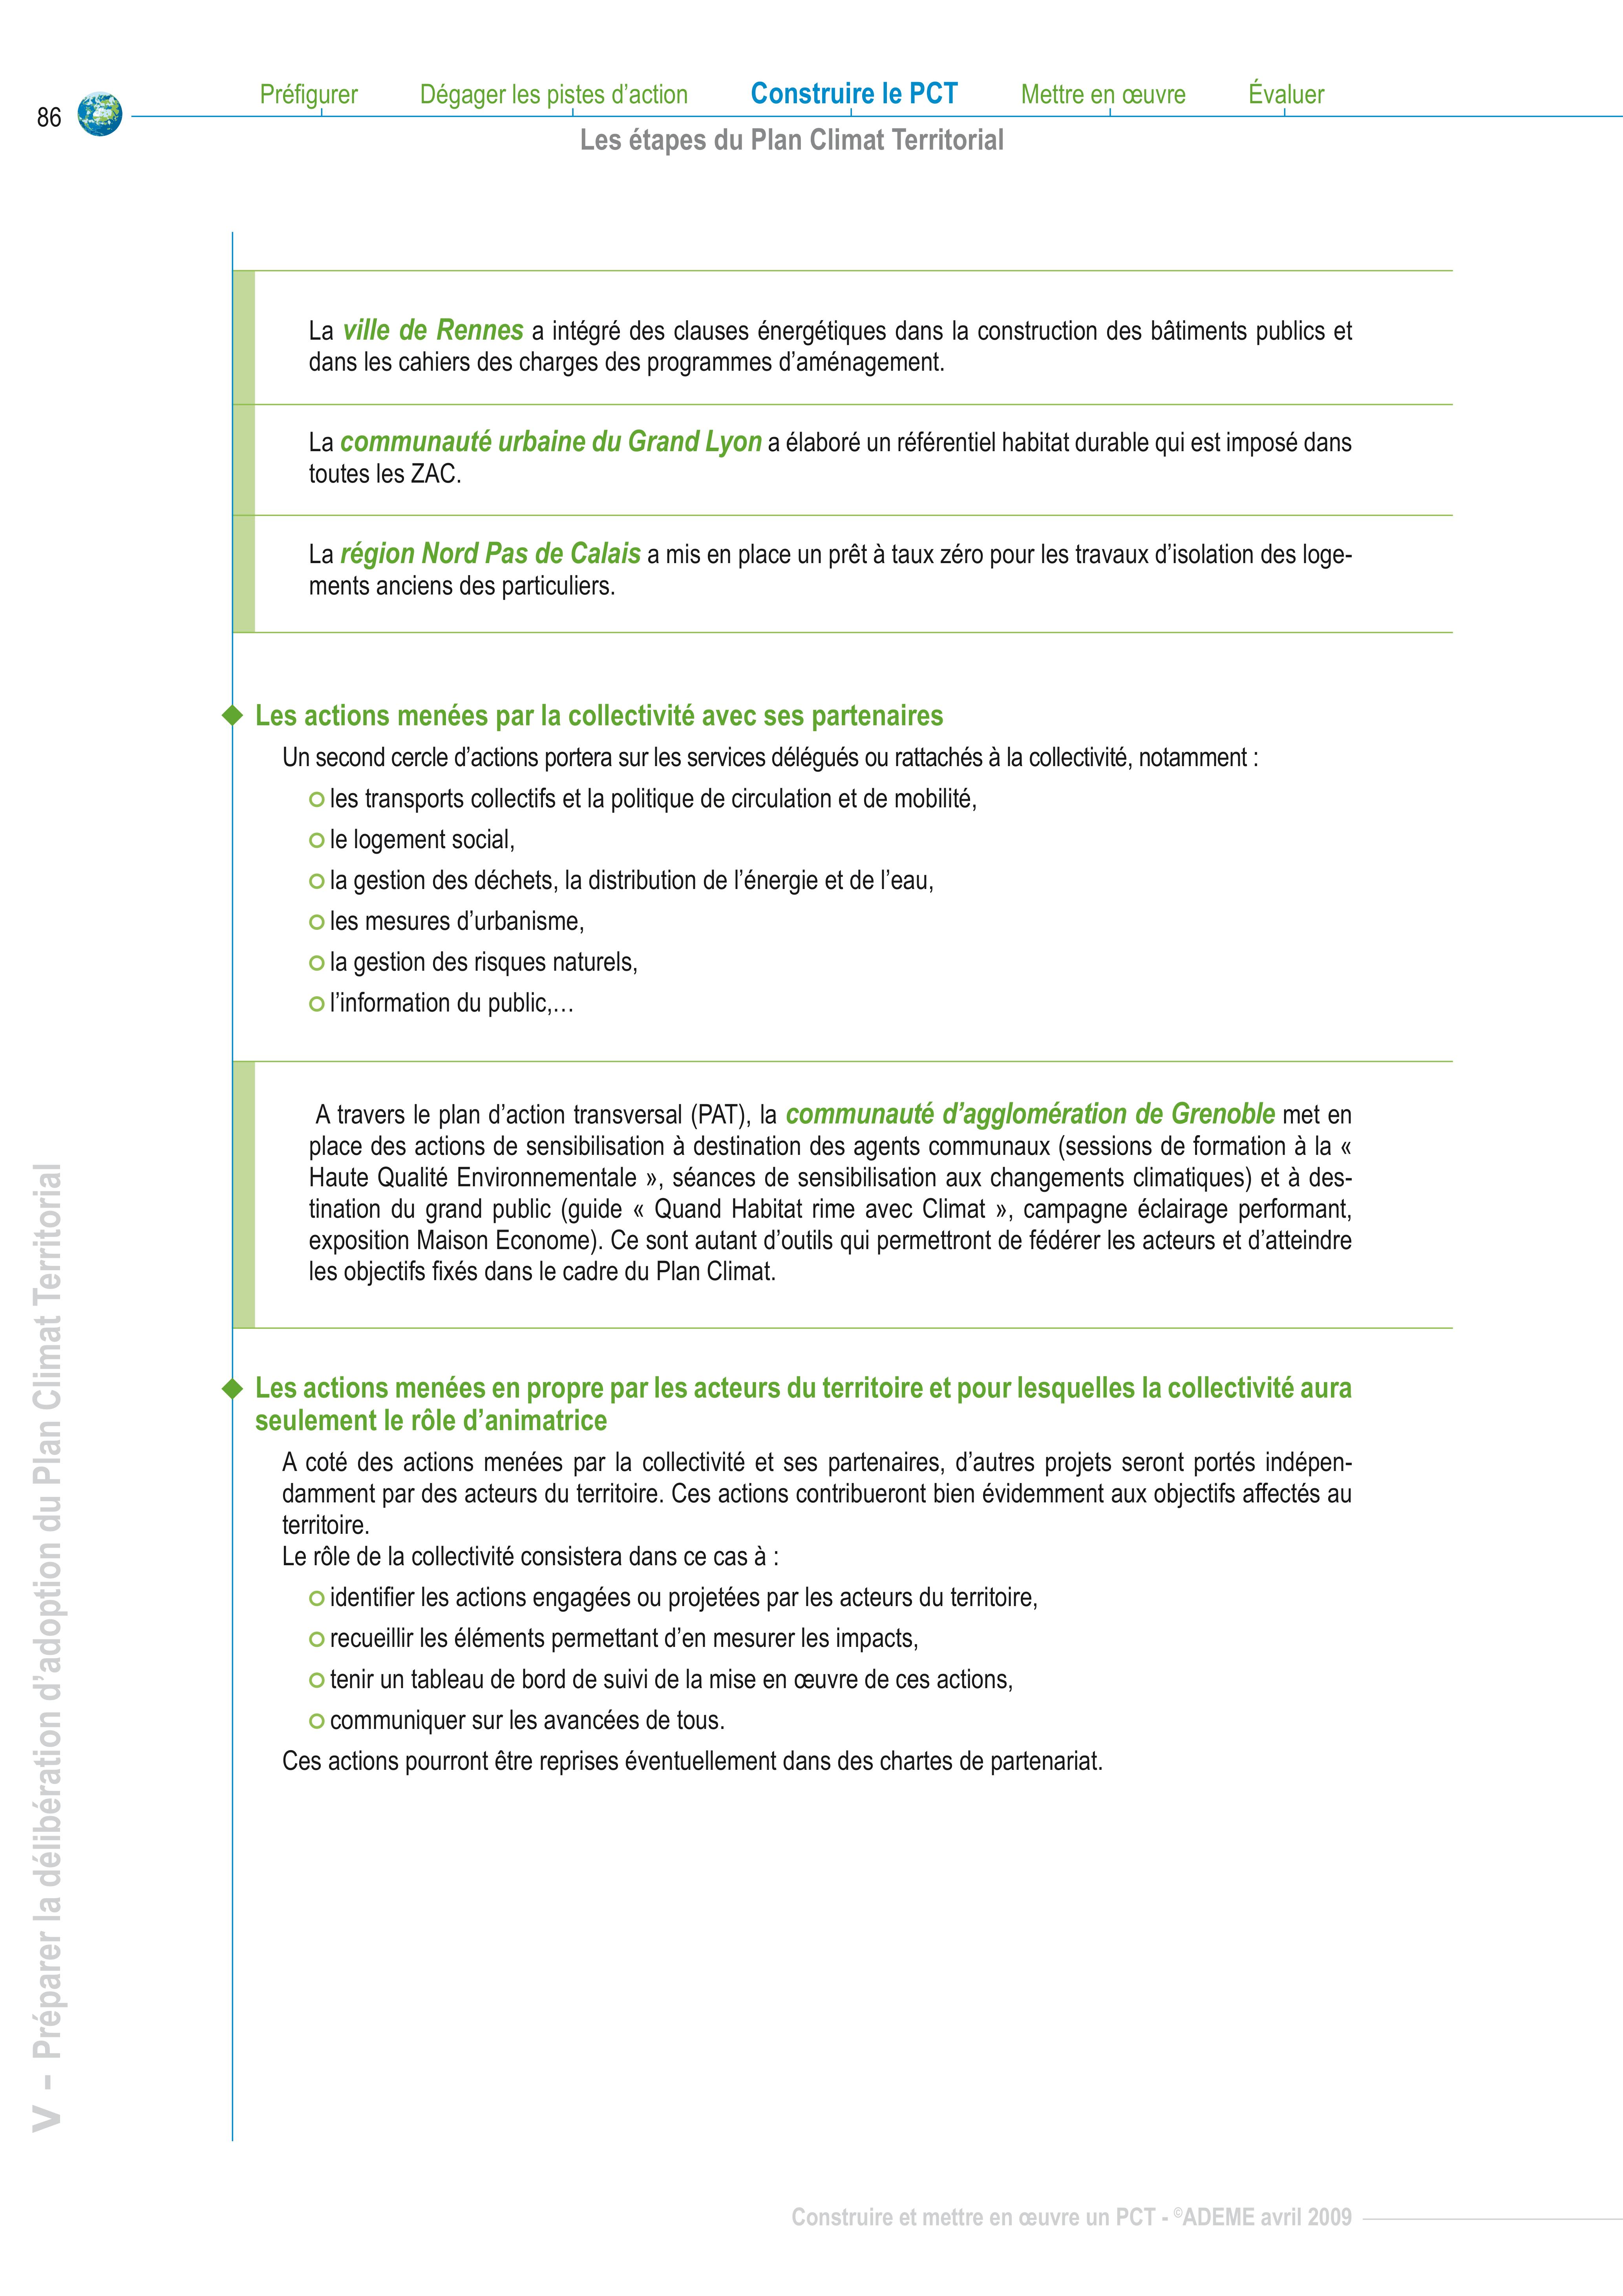 86
Préfigurer Dégager les pistes d’action Construire le PCT Mettre en œuvre Évaluer
Les étapes du Plan Climat Territorial
La ville de Rennes a intégré des clauses énergétiques dans la construction des bâtiments publics et
dans les cahiers des charges des programmes d’aménagement.
La communauté urbaine du Grand Lyon a élaboré un référentiel habitat durable qui est imposé dans
toutes les ZAC.
La région Nord Pas de Calais a mis en place un prêt à taux zéro pour les travaux d’isolation des loge-
ments anciens des particuliers.
Les actions menées par la collectivité avec ses partenaires
Un second cercle d’actions portera sur les services délégués ou rattachés à la collectivité, notamment :
les transports collectifs et la politique de circulation et de mobilité,
le logement social,
la gestion des déchets, la distribution de l’énergie et de l’eau,
les mesures d’urbanisme,
la gestion des risques naturels,
l’information du public,…
A travers le plan d’action transversal (PAT), la communauté d’agglomération de Grenoble met en
place des actions de sensibilisation à destination des agents communaux (sessions de formation à la «
Haute Qualité Environnementale », séances de sensibilisation aux changements climatiques) et à des-
tination du grand public (guide « Quand Habitat rime avec Climat », campagne éclairage performant,
exposition Maison Econome). Ce sont autant d’outils qui permettront de fédérer les acteurs et d’atteindre
les objectifs fixés dans le cadre du Plan Climat.
Les actions menées en propre par les acteurs du territoire et pour lesquelles la collectivité aura
seulement le rôle d’animatrice
A coté des actions menées par la collectivité et ses partenaires, d’autres projets seront portés indépen-
damment par des acteurs du territoire. Ces actions contribueront bien évidemment aux objectifs affectés au
territoire.
Le rôle de la collectivité consistera dans ce cas à :
identifier les actions engagées ou projetées par les acteurs du territoire,
recueillir les éléments permettant d’en mesurer les impacts,
tenir un tableau de bord de suivi de la mise en œuvre de ces actions,
communiquer sur les avancées de tous.
Ces actions pourront être reprises éventuellement dans des chartes de partenariat.
V – Préparer la délibération d’adoption du Plan Climat Territorial
Construire et mettre en œuvre un PCT - ©ADEME avril 2009